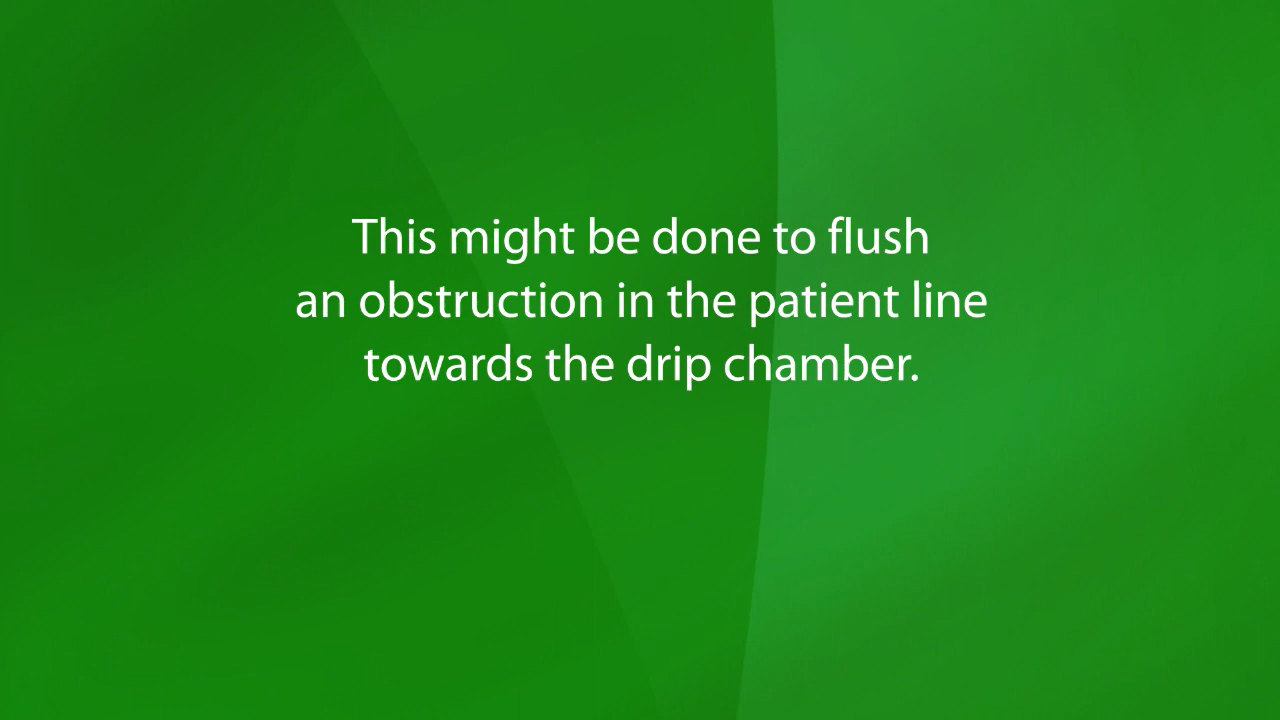 This might be done to flush
an obstruction in the patient line
towards the drip chamber.